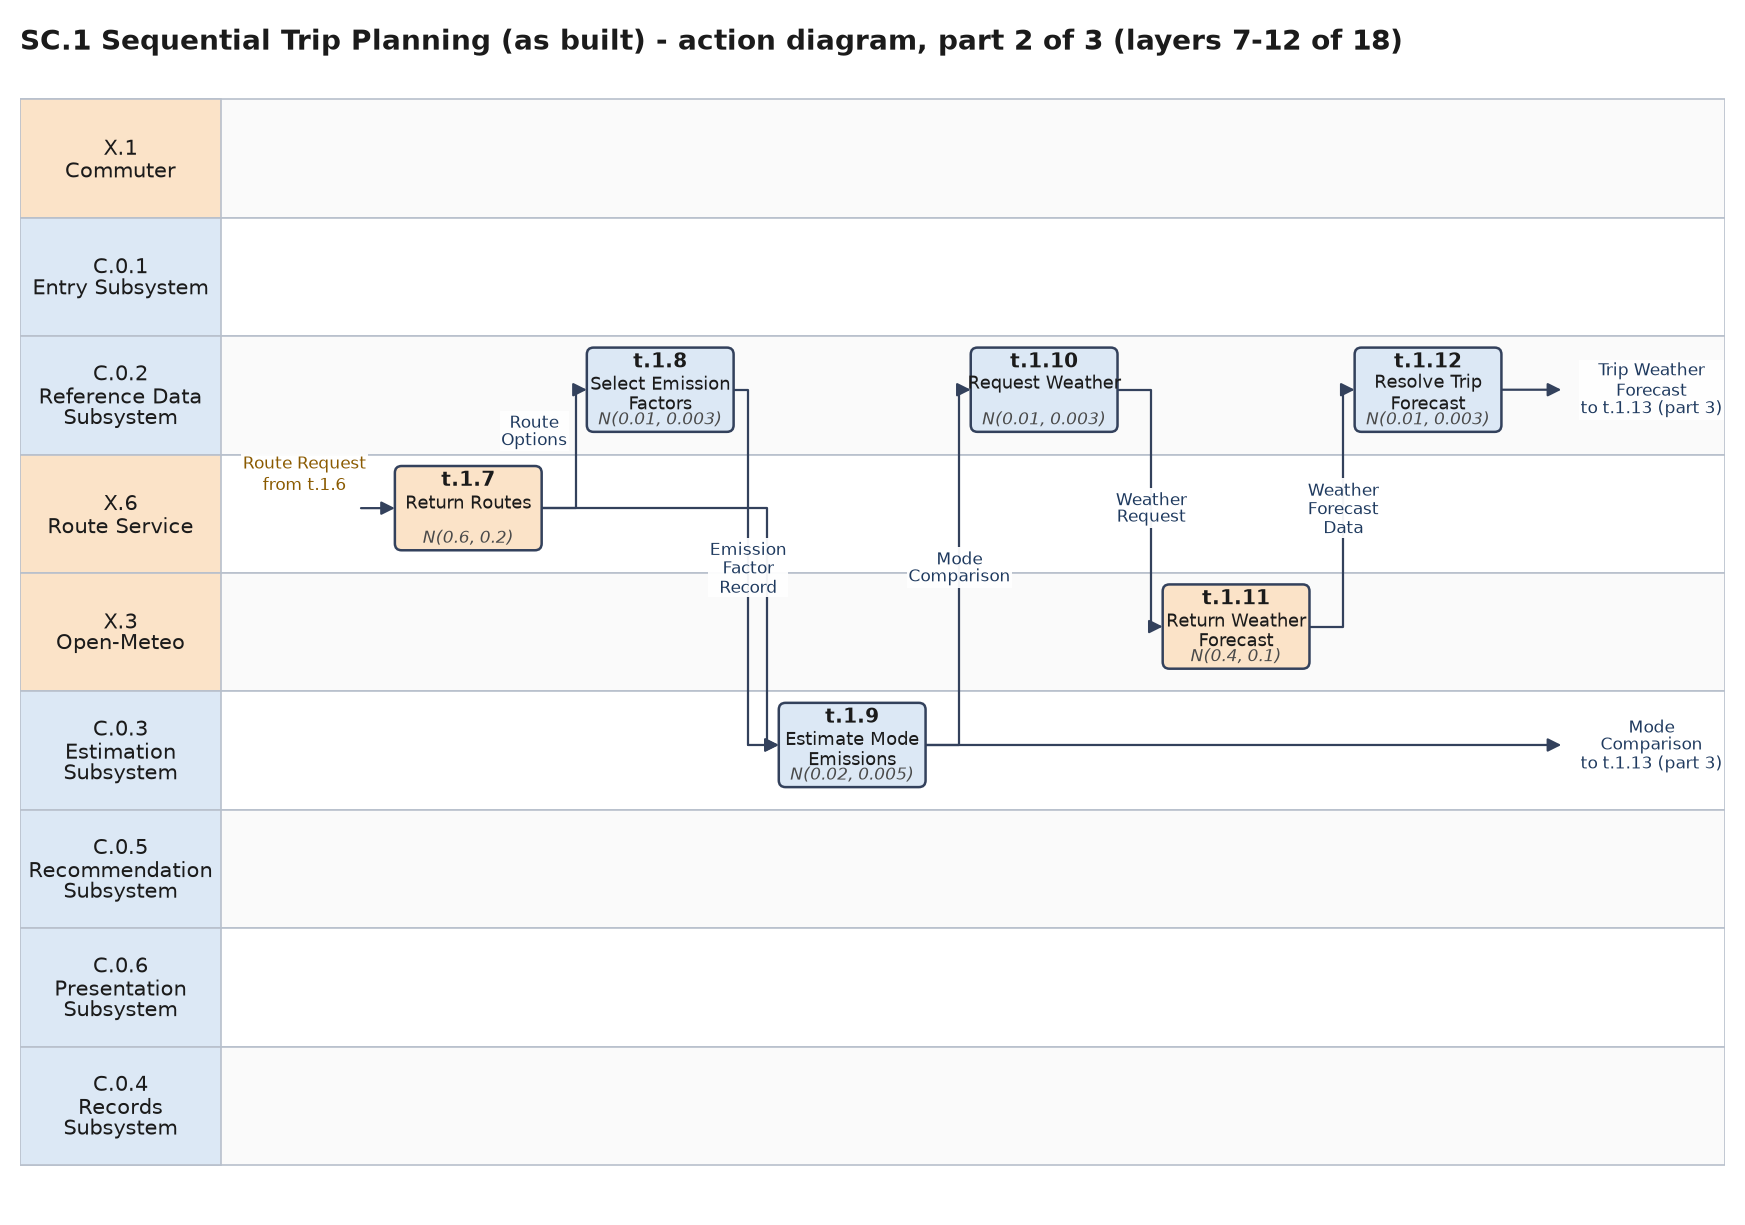 SC.1 Sequential Trip Planning (as built) - action diagram, part 2 of 3 (layers 7-12 of 18)
X.1
Commuter
C.0.1
Entry Subsystem
C.0.2
Reference Data
Subsystem
t.1.8
Select Emission
Factors
N(0.01, 0.003)
t.1.10
Request Weather
N(0.01, 0.003)
t.1.12
Resolve Trip
Forecast
N(0.01, 0.003)
Trip Weather
Forecast
to t.1.13 (part 3)
Route
Options
X.6
Route Service
Route Request
from t.1.6
t.1.7
Return Routes
N(0.6, 0.2)
Emission
Factor
Record
Mode
Comparison
Weather
Request
Weather
Forecast
Data
X.3
Open-Meteo
t.1.11
Return Weather
Forecast
N(0.4, 0.1)
C.0.3
Estimation
Subsystem
t.1.9
Estimate Mode
Emissions
N(0.02, 0.005)
Mode
Comparison
to t.1.13 (part 3)
C.0.5
Recommendation
Subsystem
C.0.6
Presentation
Subsystem
C.0.4
Records
Subsystem